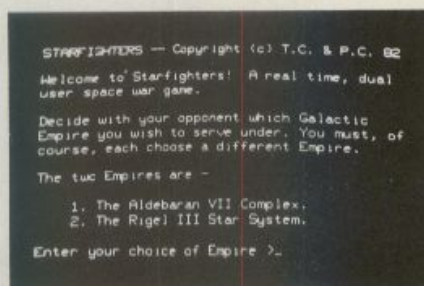 STARFIGHTERS -- Copyright (c) T.C. & P.C. 82
Welcome to Starfighters! A real time, dual
user space war game.
Decide with your opponent which Galactic
Empire you wish to serve under. You must, of
course, each choose a different Empire.
The two Empires are -
1. The Aldebaran VII Complex.
2. The Rigel III Star System.
Enter your choice of Empire >_